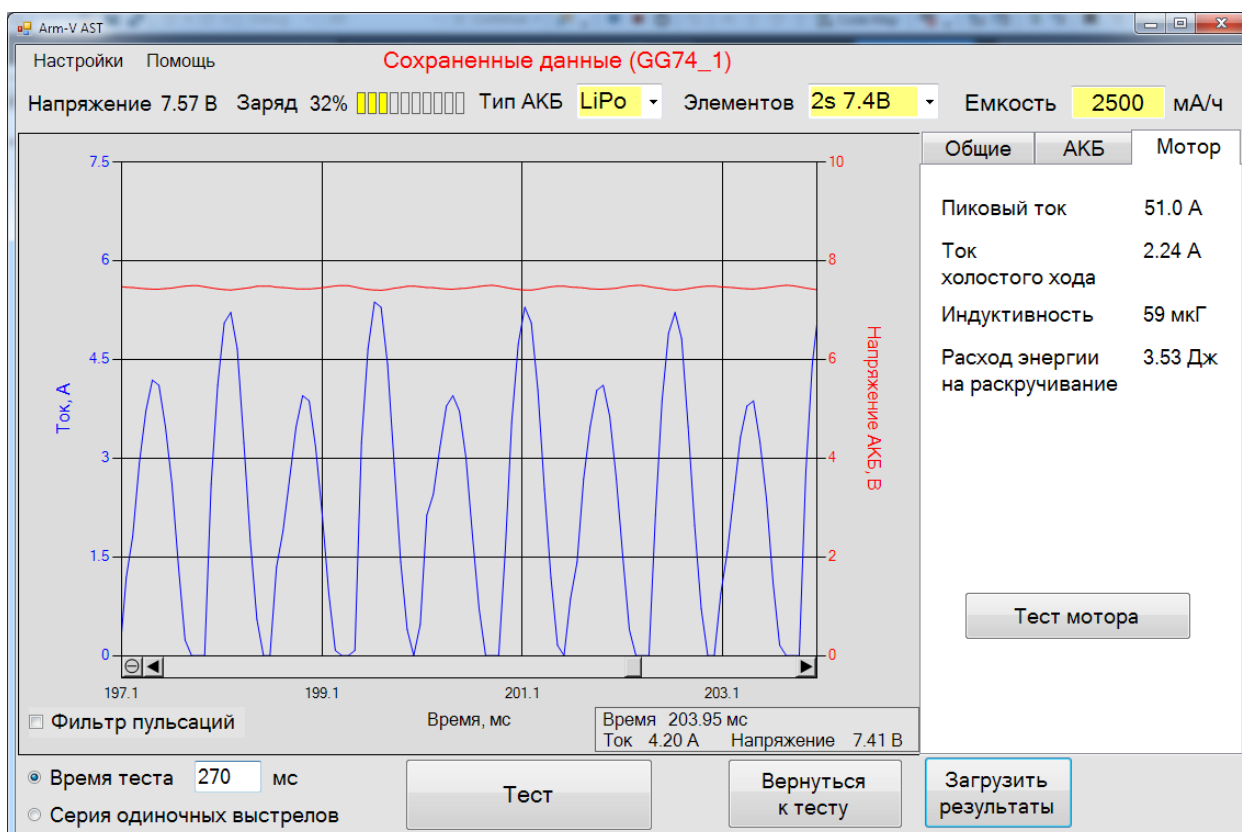 Arm-V AST
Настройки Помощь Сохраненные данные (GG74_1)
Напряжение 7.57 В Заряд 32% Тип АКБ LiPo Элементов 2s 7.4В Емкость 2500 мА/ч
Общие АКБ Мотор
7.5 10
Пиковый ток 51.0 А
Ток 2.24 А
холостого хода
6 8
Индуктивность 59 мкГ
Расход энергии 3.53 Дж
на раскручивание
4.5 6
Ток, А
Напряжение АКБ, В
3 4
1.5 2
Тест мотора
0 0
197.1 199.1 201.1 203.1
Фильтр пульсаций Время, мс Время 203.95 мс
Ток 4.20 А Напряжение 7.41 В
Время теста 270 мс
Серия одиночных выстрелов
Тест
Вернуться
к тесту
Загрузить
результаты